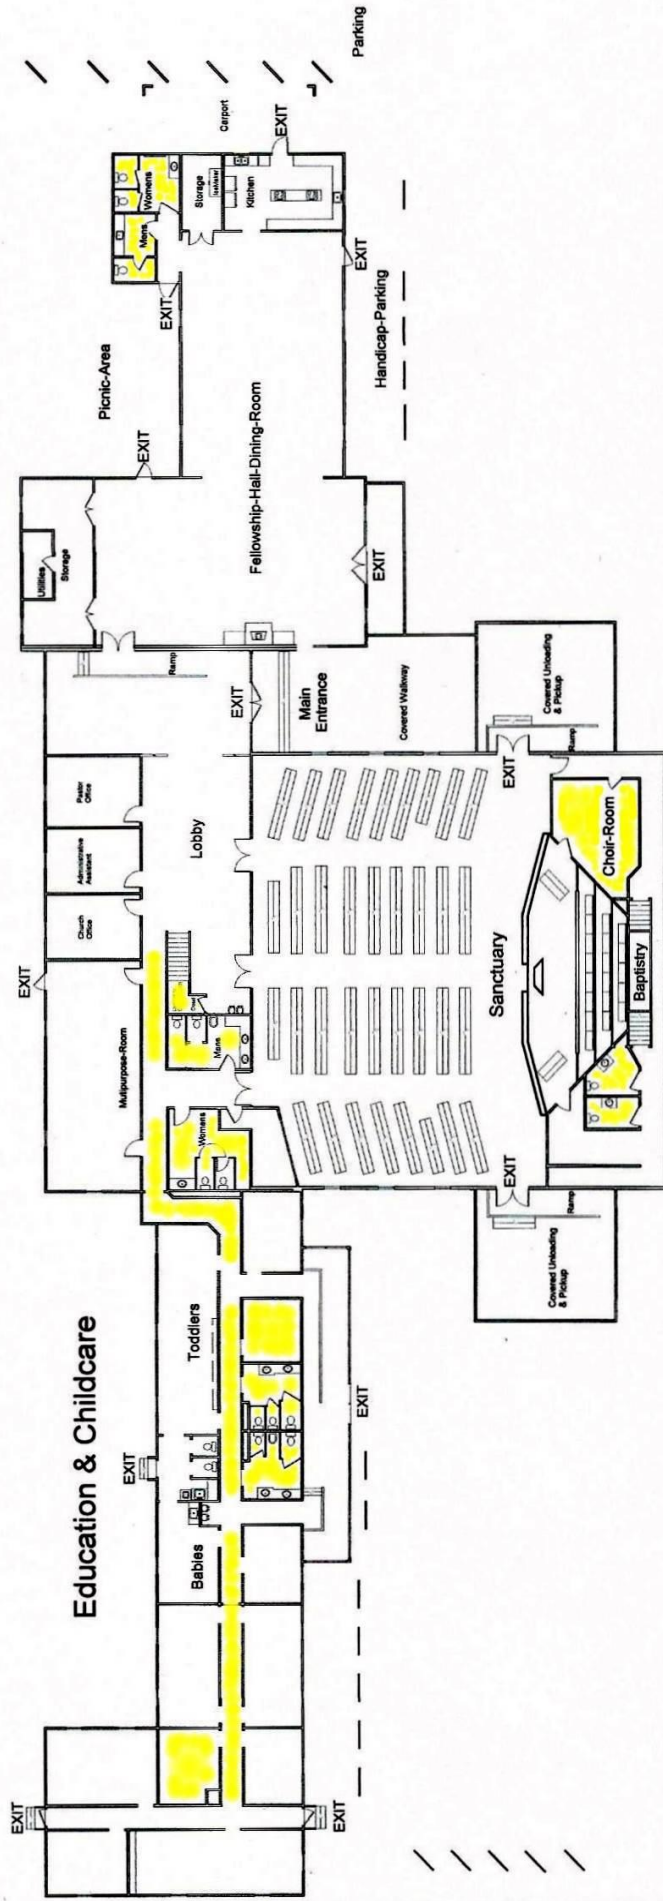 Parking
Carport
EXIT
Womens
Mens
Storage
Icemaker
Kitchen
EXIT
EXIT
Picnic-Area
Handicap-Parking
EXIT
Fellowship-Hall-Dining-Room
Utilities
Storage
EXIT
Ramp
EXIT
Main
Entrance
Covered Walkway
Covered Unloading
& Pickup
Ramp
EXIT
Pastor
Office
Administrative
Assistant
Church
Office
Lobby
EXIT
Mutipurpose-Room
Mens
Womens
Sanctuary
Choir-Room
Baptistry
EXIT
Ramp
Covered Unloading
& Pickup
Education & Childcare
Toddlers
EXIT
EXIT
Babies
EXIT
EXIT